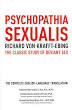 PSYCHOPATHIA
SEXUALIS
RICHARD VON KRAFFT-EBING
THE CLASSIC STUDY OF DEVIANT SEX
THE COMPLETE ENGLISH-LANGUAGE TRANSLATION